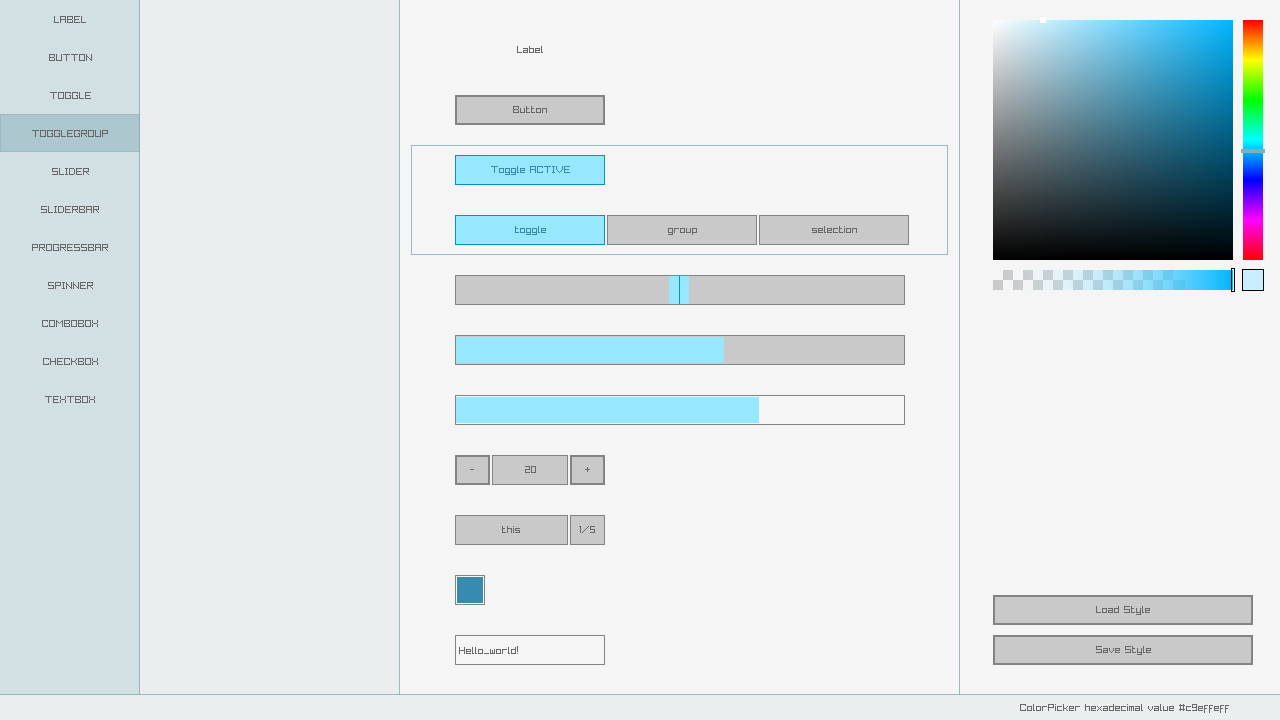 LABEL
BUTTON
TOGGLE
TOGGLEGROUP
SLIDER
SLIDERBAR
PROGRESSBAR
SPINNER
COMBOBOX
CHECKBOX
TEXTBOX
Label
Button
Toggle ACTIVE
toggle group selection
- 20 +
this 1/5
Hello_world!
Load Style
Save Style
ColorPicker hexadecimal value #c9effeff